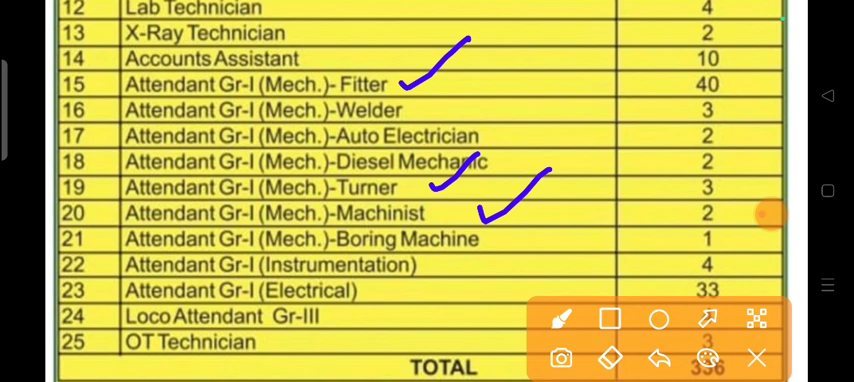 12 Lab Technician 4
13 X-Ray Technician 2
14 Accounts Assistant 10
15 Attendant Gr-I (Mech.)- Fitter 40
16 Attendant Gr-I (Mech.)-Welder 3
17 Attendant Gr-I (Mech.)-Auto Electrician 2
18 Attendant Gr-I (Mech.)-Diesel Mechanic 2
19 Attendant Gr-I (Mech.)-Turner 3
20 Attendant Gr-I (Mech.)-Machinist 2
21 Attendant Gr-I (Mech.)-Boring Machine 1
22 Attendant Gr-I (Instrumentation) 4
23 Attendant Gr-I (Electrical) 33
24 Loco Attendant Gr-III
25 OT Technician 3
TOTAL 336